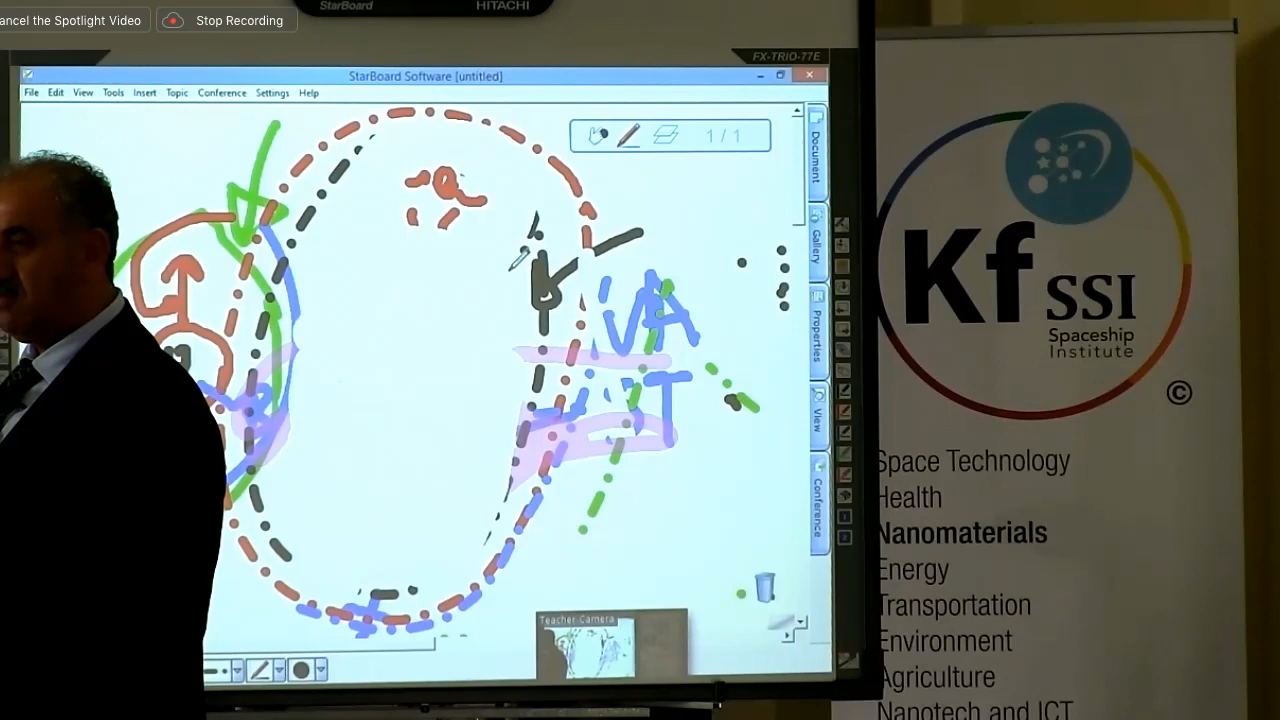 ancel the Spotlight Video
Stop Recording
StarBoard
HITACHI
FX-TRIO-77E
StarBoard Software [untitled]
File Edit View Tools Insert Topic Conference Settings Help
1 / 1
Document
Gallery
Properties
View
Conference
VA
T
Teacher Camera
Kf SSI
Spaceship
Institute
©
Space Technology
Health
Nanomaterials
Energy
Transportation
Environment
Agriculture
Nanotech and ICT